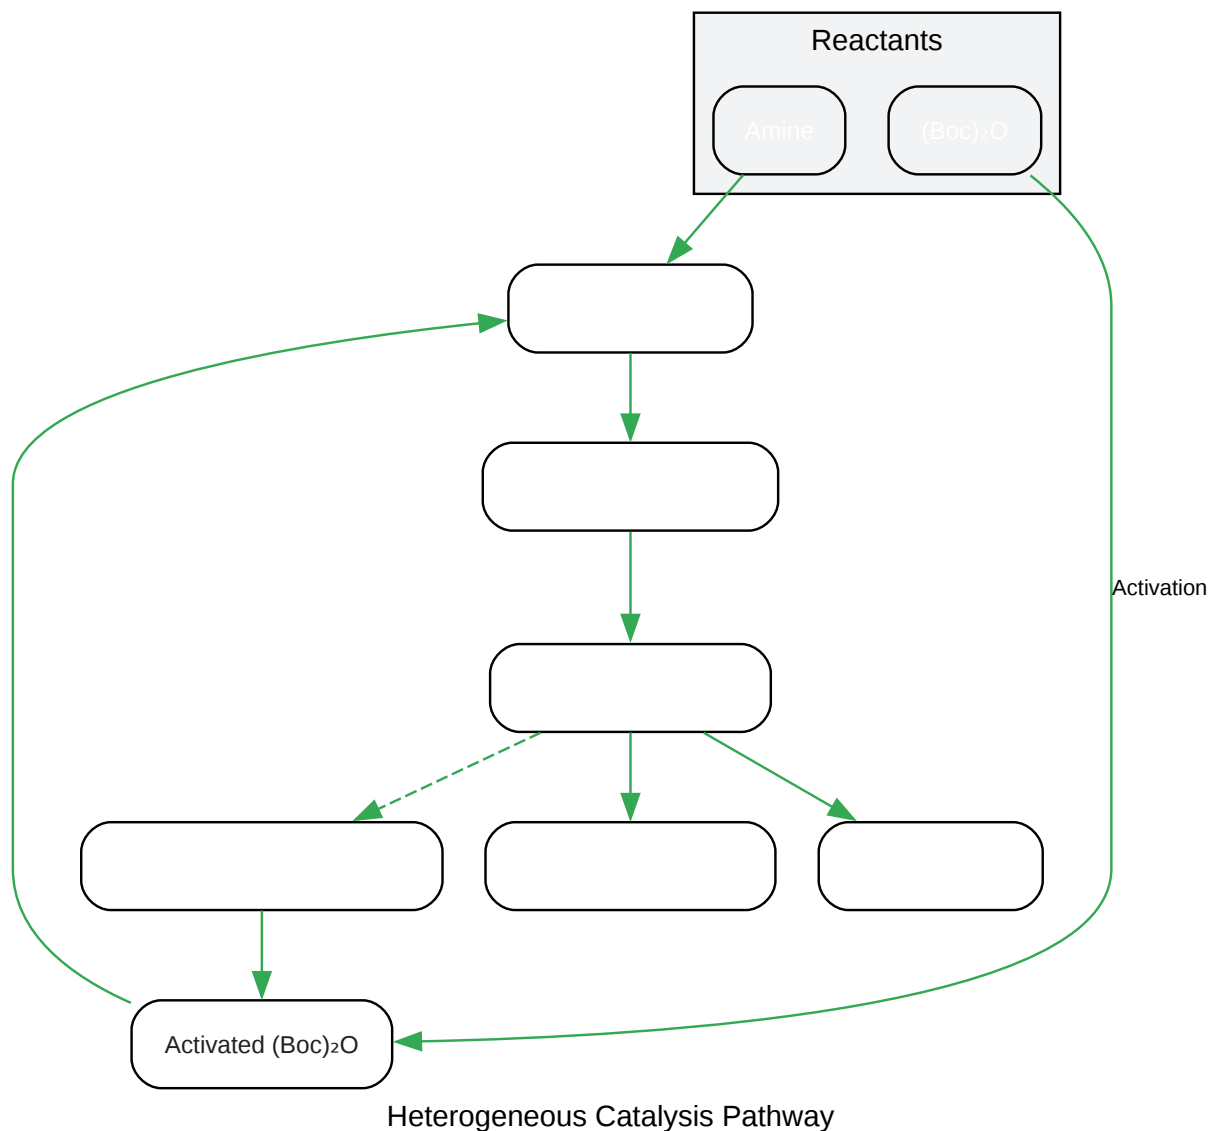 Reactants
Amine
(Boc)₂O
Activation
Activated (Boc)₂O
Heterogeneous Catalysis Pathway